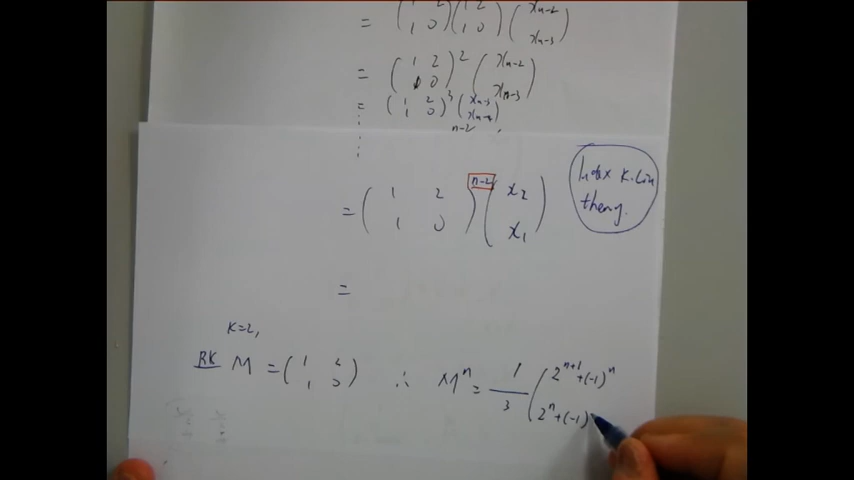 = ( 1 2 1 0 ) ( 1 2 1 0 ) ( x_{n-2} x_{n-3} )
= ( 1 2 1 0 )^2 ( x_{n-2} x_{n-3} )
= ( 1 2 1 0 )^3 ( x_{n-3} x_{n-4} )
n-2
= ( 1 2 1 0 )^{n-2} ( x_2 x_1 )
=
K=2,
RK M = ( 1 2 1 0 ) ∴ M^n = 1/3 ( 2^{n+1}+(-1)^n 2^n+(-1)